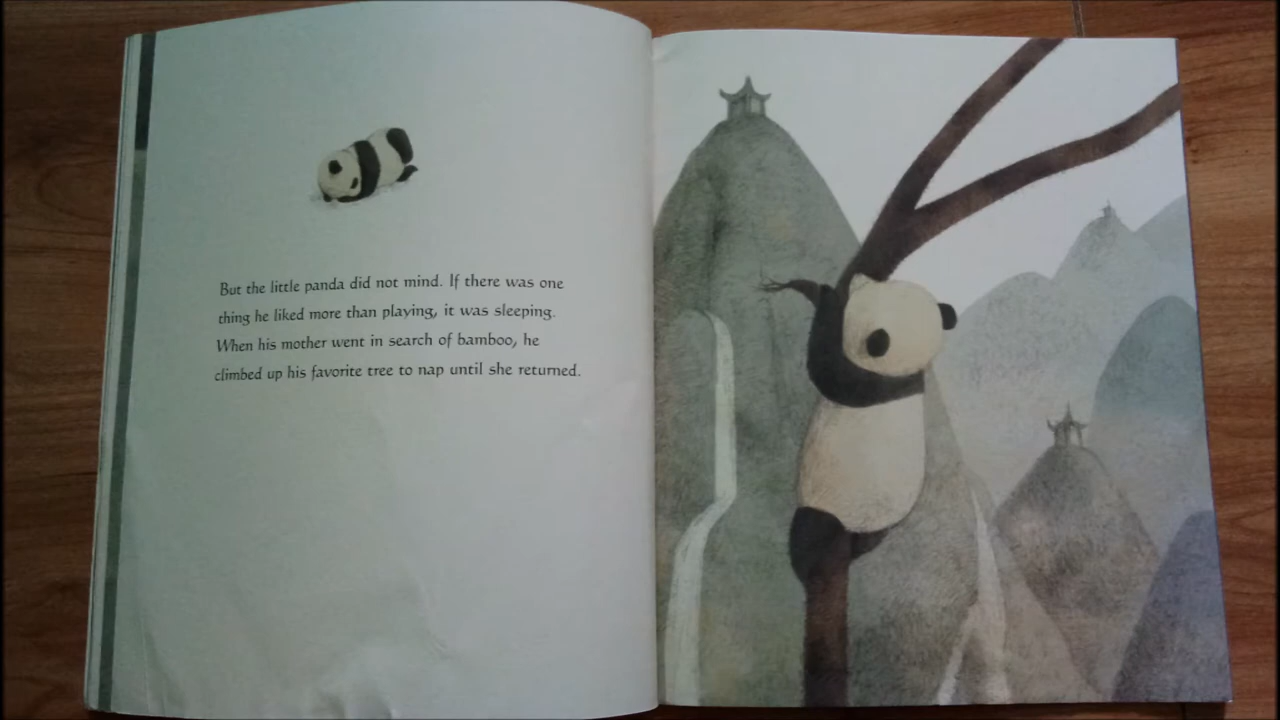 But the little panda did not mind. If there was one
thing he liked more than playing, it was sleeping.
When his mother went in search of bamboo, he
climbed up his favorite tree to nap until she returned.